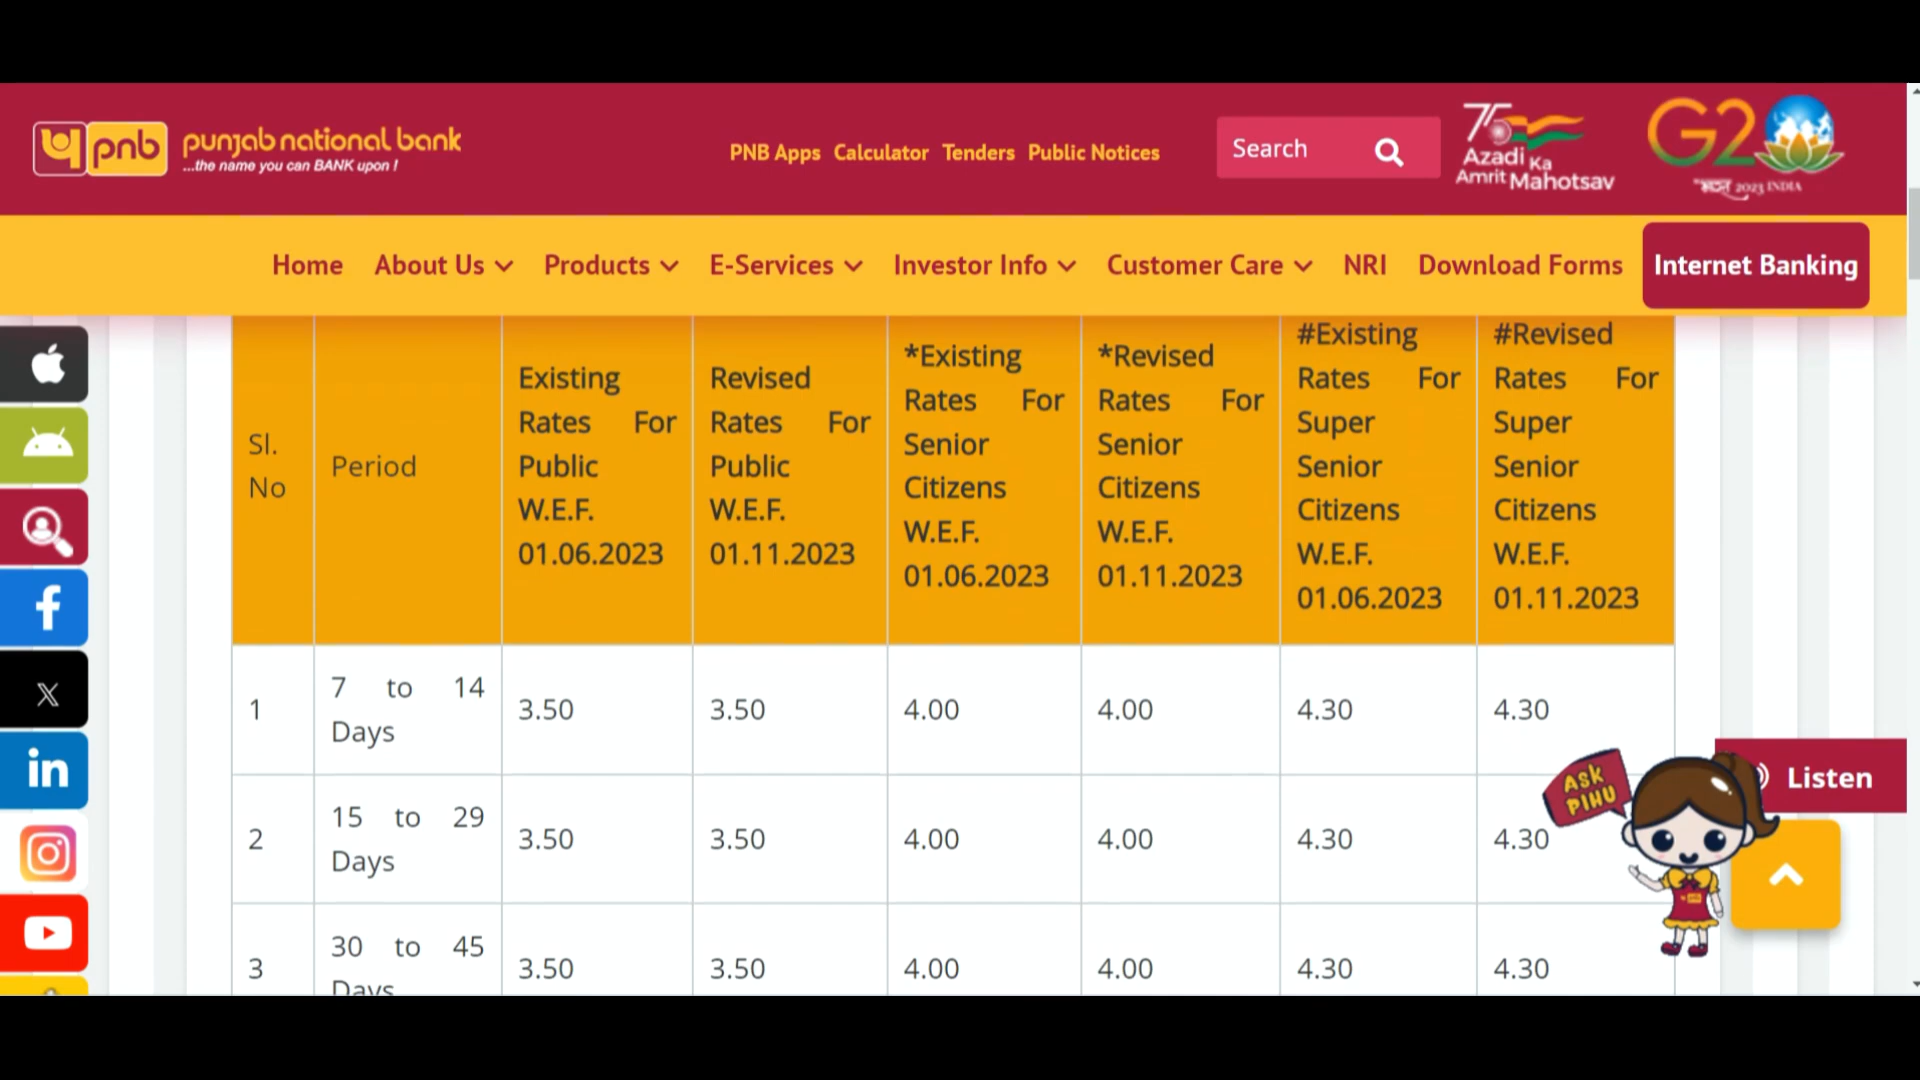 पी pnb punjab national bank
...the name you can BANK upon !
PNB Apps Calculator Tenders Public Notices
Search
75
Azadi Ka
Amrit Mahotsav
G20
भारत 2023 INDIA
Home About Us Products E-Services Investor Info Customer Care NRI Download Forms Internet Banking
Sl.
No
Period
Existing
Rates For
Public
W.E.F.
01.06.2023
Revised
Rates For
Public
W.E.F.
01.11.2023
*Existing
Rates For
Senior
Citizens
W.E.F.
01.06.2023
*Revised
Rates For
Senior
Citizens
W.E.F.
01.11.2023
#Existing
Rates For
Super
Senior
Citizens
W.E.F.
01.06.2023
#Revised
Rates For
Super
Senior
Citizens
W.E.F.
01.11.2023
1
7 to 14
Days
3.50 3.50 4.00 4.00 4.30 4.30
2
15 to 29
Days
3.50 3.50 4.00 4.00 4.30 4.30
3
30 to 45
Days
3.50 3.50 4.00 4.00 4.30 4.30
Ask
PIHU
Listen